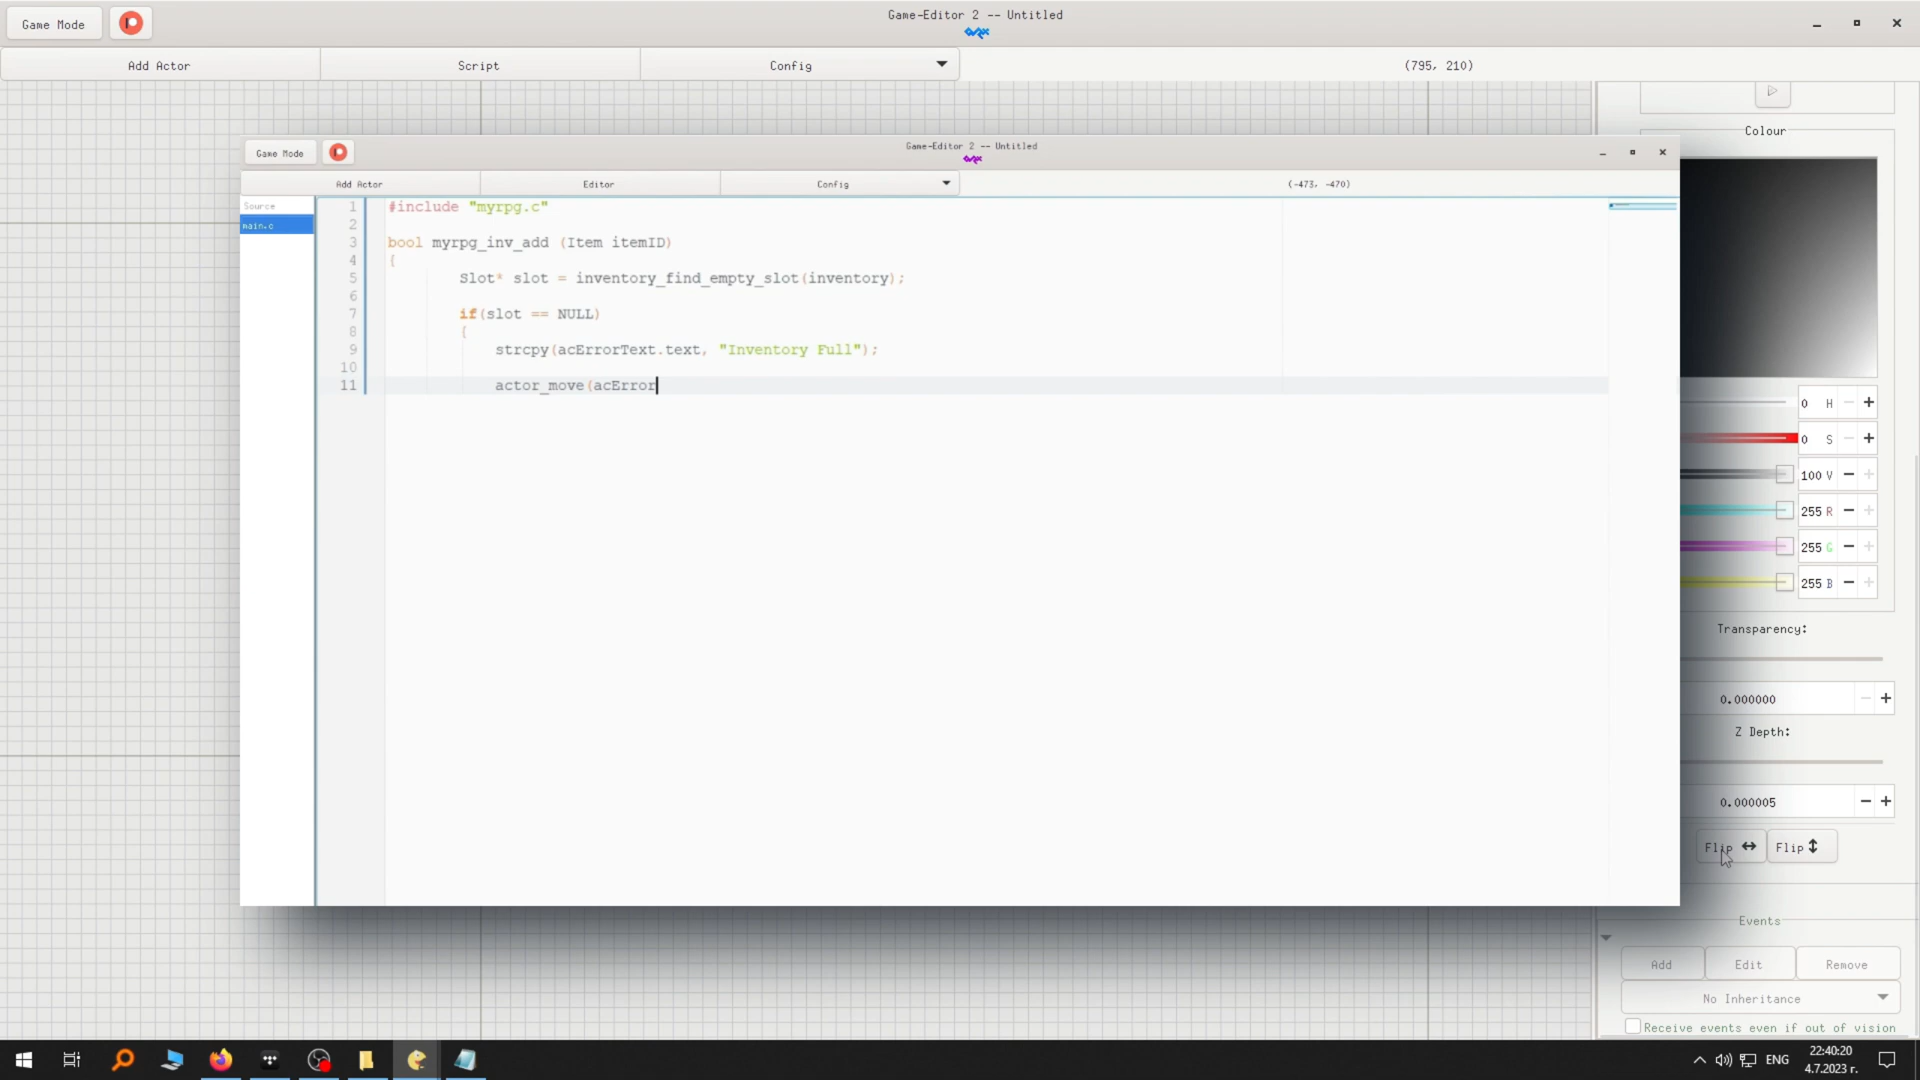 Game Mode
Game-Editor 2 -- Untitled
Add Actor
Script
Config
(795, 210)
Colour
Game Mode
Game-Editor 2 -- Untitled
Add Actor
Editor
Config
(-473, -470)
Source
main.c
1 #include "myrpg.c"
2
3 bool myrpg_inv_add (Item itemID)
4 {
5 Slot* slot = inventory_find_empty_slot(inventory);
6
7 if(slot == NULL)
8 {
9 strcpy(acErrorText.text, "Inventory Full");
10
11 actor_move(acError
0 H
0 S
100 V
255 R
255 G
255 B
Transparency:
0.000000
Z Depth:
0.000005
Flip
Flip
Events
Add
Edit
Remove
No Inheritance
Receive events even if out of vision
ENG
22:40:20
4.7.2023 г.